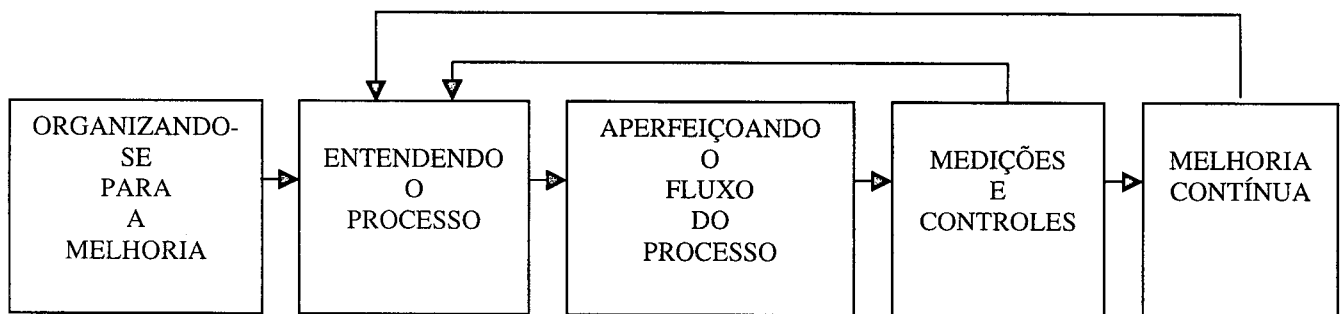 ORGANIZANDO-
SE
PARA
A
MELHORIA
ENTENDENDO
O
PROCESSO
APERFEIÇOANDO
O
FLUXO
DO
PROCESSO
MEDIÇÕES
E
CONTROLES
MELHORIA
CONTÍNUA